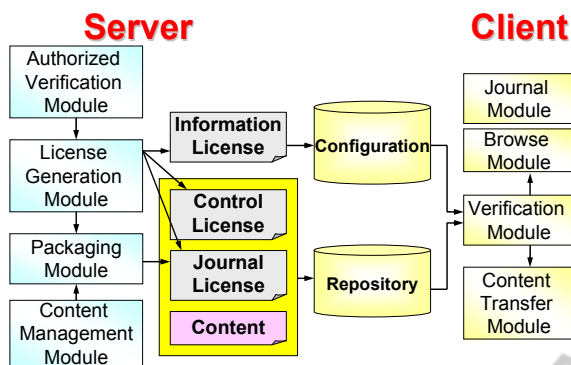 Server
Client
Authorized
Verification
Module
License
Generation
Module
Packaging
Module
Content
Management
Module
Information
License
Control
License
Journal
License
Content
Configuration
Repository
Journal
Module
Browse
Module
Verification
Module
Content
Transfer
Module